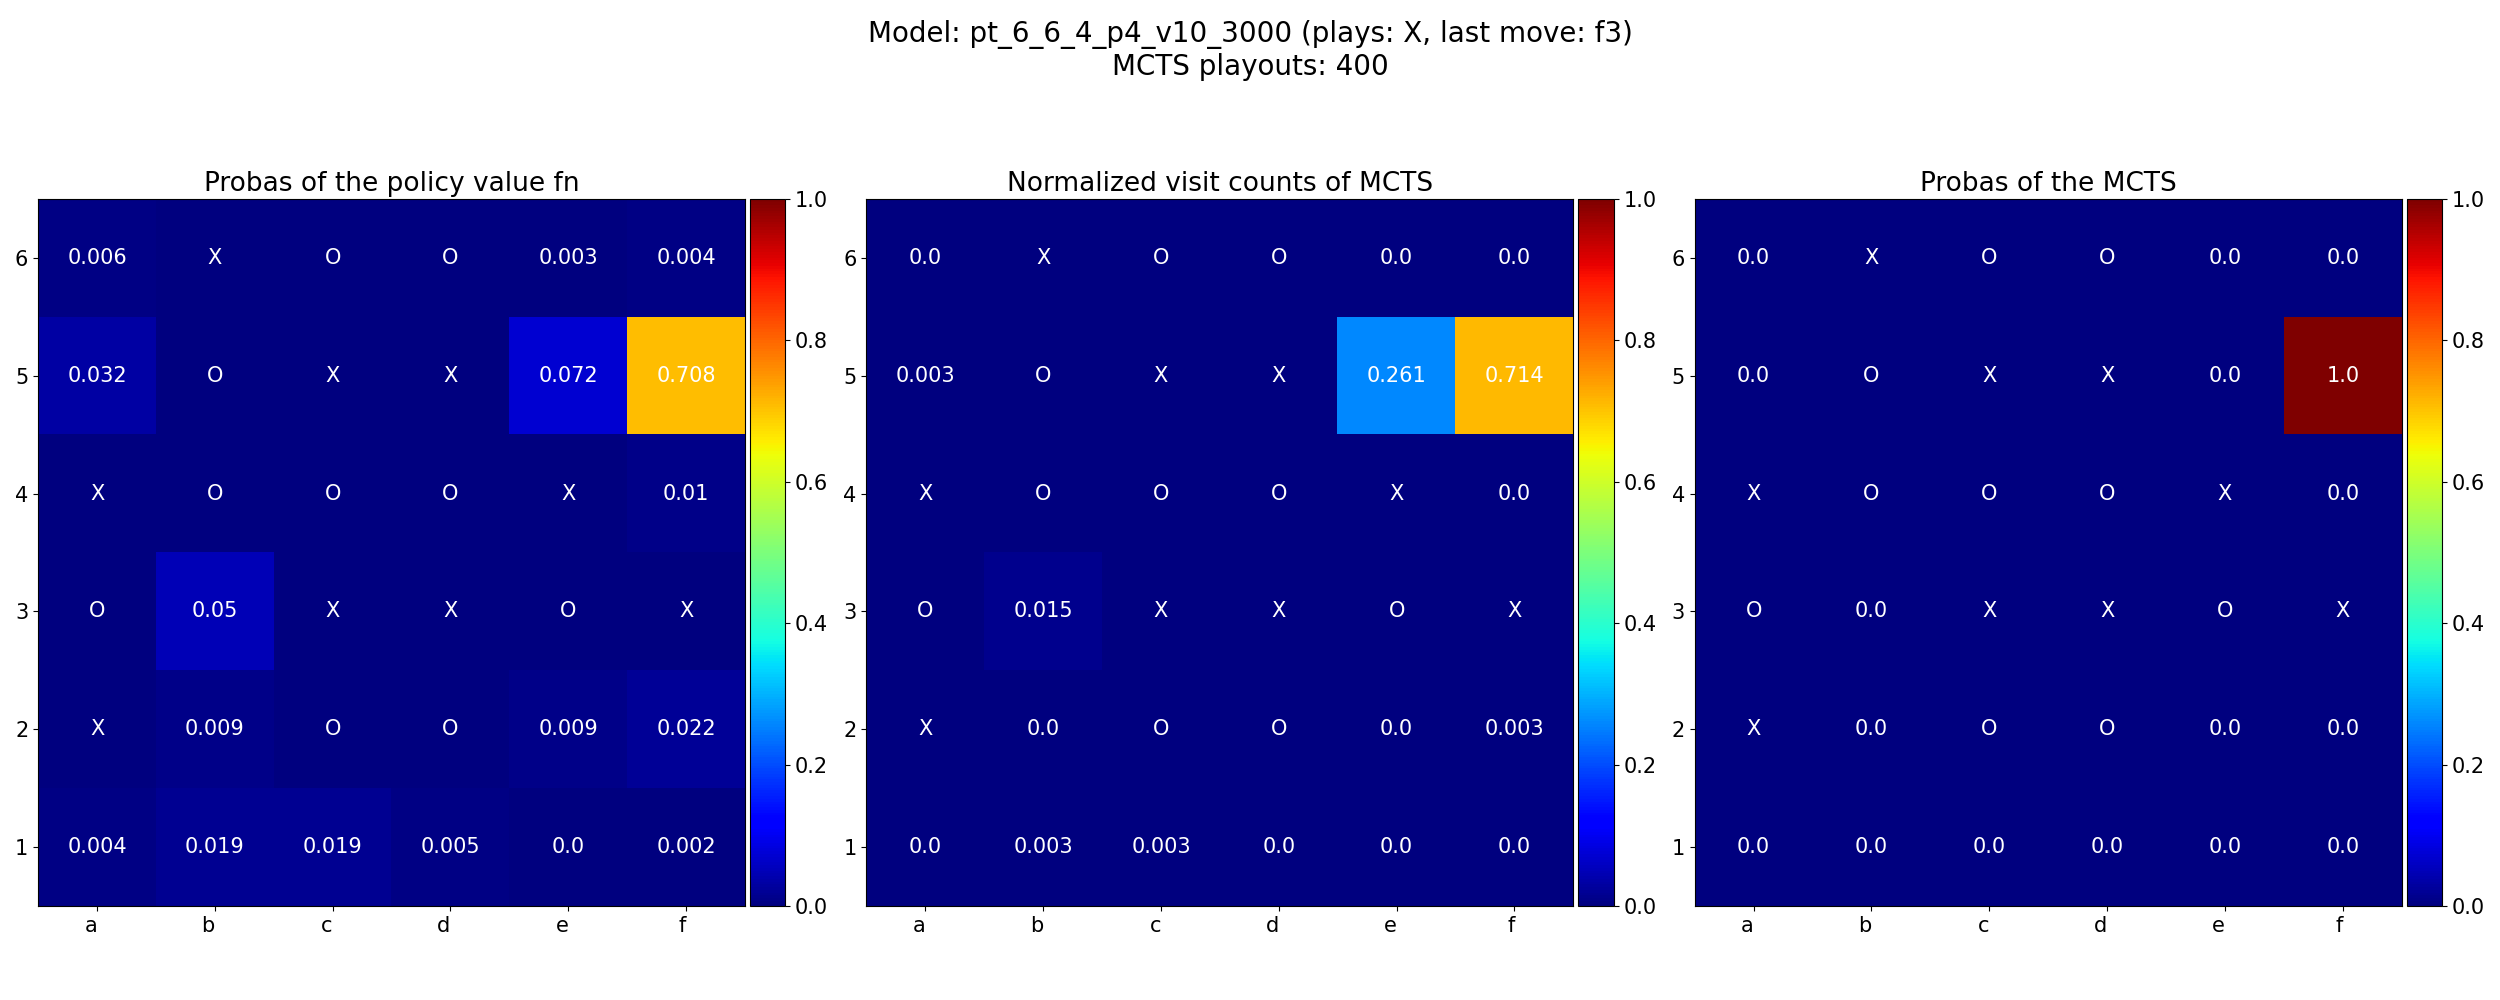 Model: pt_6_6_4_p4_v10_3000 (plays: X, last move: f3)
MCTS playouts: 400
Probas of the policy value fn
6 0.006 X O O 0.003 0.004
5 0.032 O X X 0.072 0.708
4 X O O O X 0.01
3 O 0.05 X X O X
2 X 0.009 O O 0.009 0.022
1 0.004 0.019 0.019 0.005 0.0 0.002
a b c d e f
1.0
0.8
0.6
0.4
0.2
0.0
Normalized visit counts of MCTS
6 0.0 X O O 0.0 0.0
5 0.003 O X X 0.261 0.714
4 X O O O X 0.0
3 O 0.015 X X O X
2 X 0.0 O O 0.0 0.003
1 0.0 0.003 0.003 0.0 0.0 0.0
a b c d e f
1.0
0.8
0.6
0.4
0.2
0.0
Probas of the MCTS
6 0.0 X O O 0.0 0.0
5 0.0 O X X 0.0 1.0
4 X O O O X 0.0
3 O 0.0 X X O X
2 X 0.0 O O 0.0 0.0
1 0.0 0.0 0.0 0.0 0.0 0.0
a b c d e f
1.0
0.8
0.6
0.4
0.2
0.0